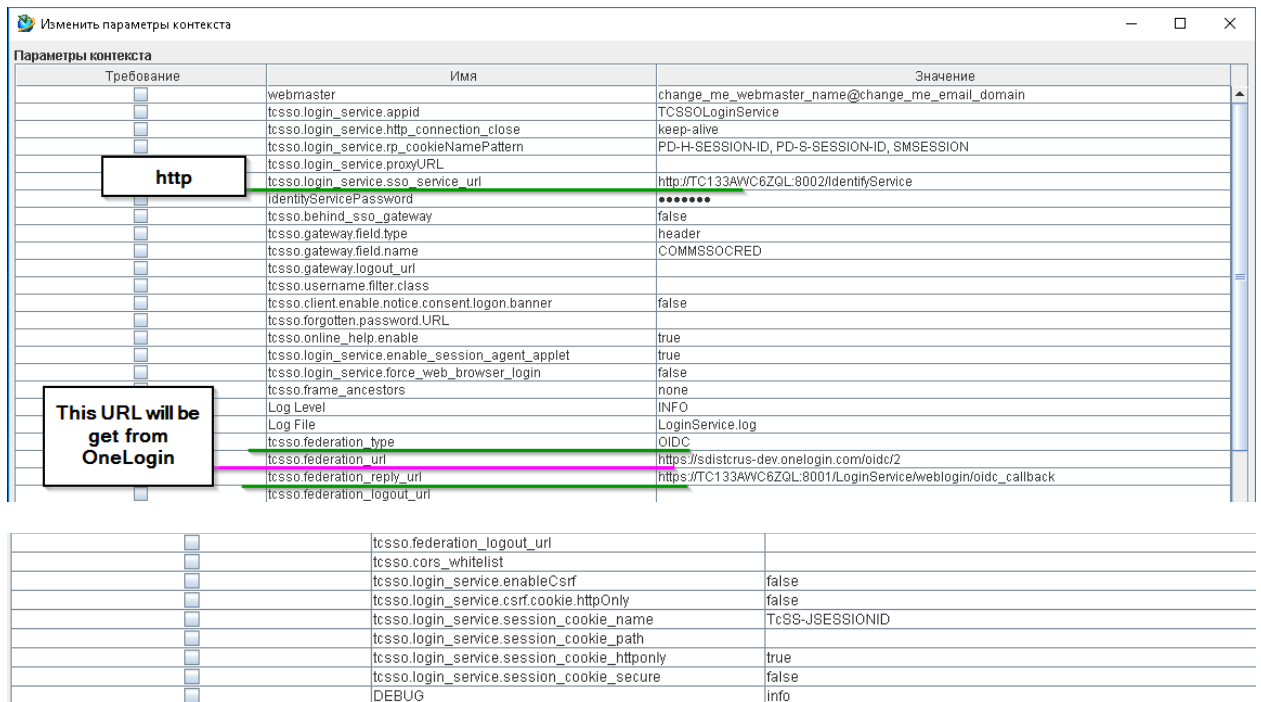 Изменить параметры контекста
Параметры контекста
Требование Имя Значение
webmaster change_me_webmaster_name@change_me_email_domain
tcsso.login_service.appid TCSSOLoginService
tcsso.login_service.http_connection_close keep-alive
tcsso.login_service.rp_cookieNamePattern PD-H-SESSION-ID, PD-S-SESSION-ID, SMSESSION
tcsso.login_service.proxyURL
http
tcsso.login_service.sso_service_url http://TC133AWC6ZQL:8002/IdentifyService
identityServicePassword •••••••
tcsso.behind_sso_gateway false
tcsso.gateway.field.type header
tcsso.gateway.field.name COMMSSOCRED
tcsso.gateway.logout_url
tcsso.username.filter.class
tcsso.client.enable.notice.consent.logon.banner false
tcsso.forgotten.password.URL
tcsso.online_help.enable true
tcsso.login_service.enable_session_agent_applet true
tcsso.login_service.force_web_browser_login false
tcsso.frame_ancestors none
This URL will be
get from
OneLogin
Log Level INFO
Log File LoginService.log
tcsso.federation_type OIDC
tcsso.federation_url https://sdistcrus-dev.onelogin.com/oidc/2
tcsso.federation_reply_url https://TC133AWC6ZQL:8001/LoginService/weblogin/oidc_callback
tcsso.federation_logout_url
tcsso.federation_logout_url
tcsso.cors_whitelist
tcsso.login_service.enableCsrf false
tcsso.login_service.csrf.cookie.httpOnly false
tcsso.login_service.session_cookie_name TcSS-JSESSIONID
tcsso.login_service.session_cookie_path
tcsso.login_service.session_cookie_httponly true
tcsso.login_service.session_cookie_secure false
DEBUG info